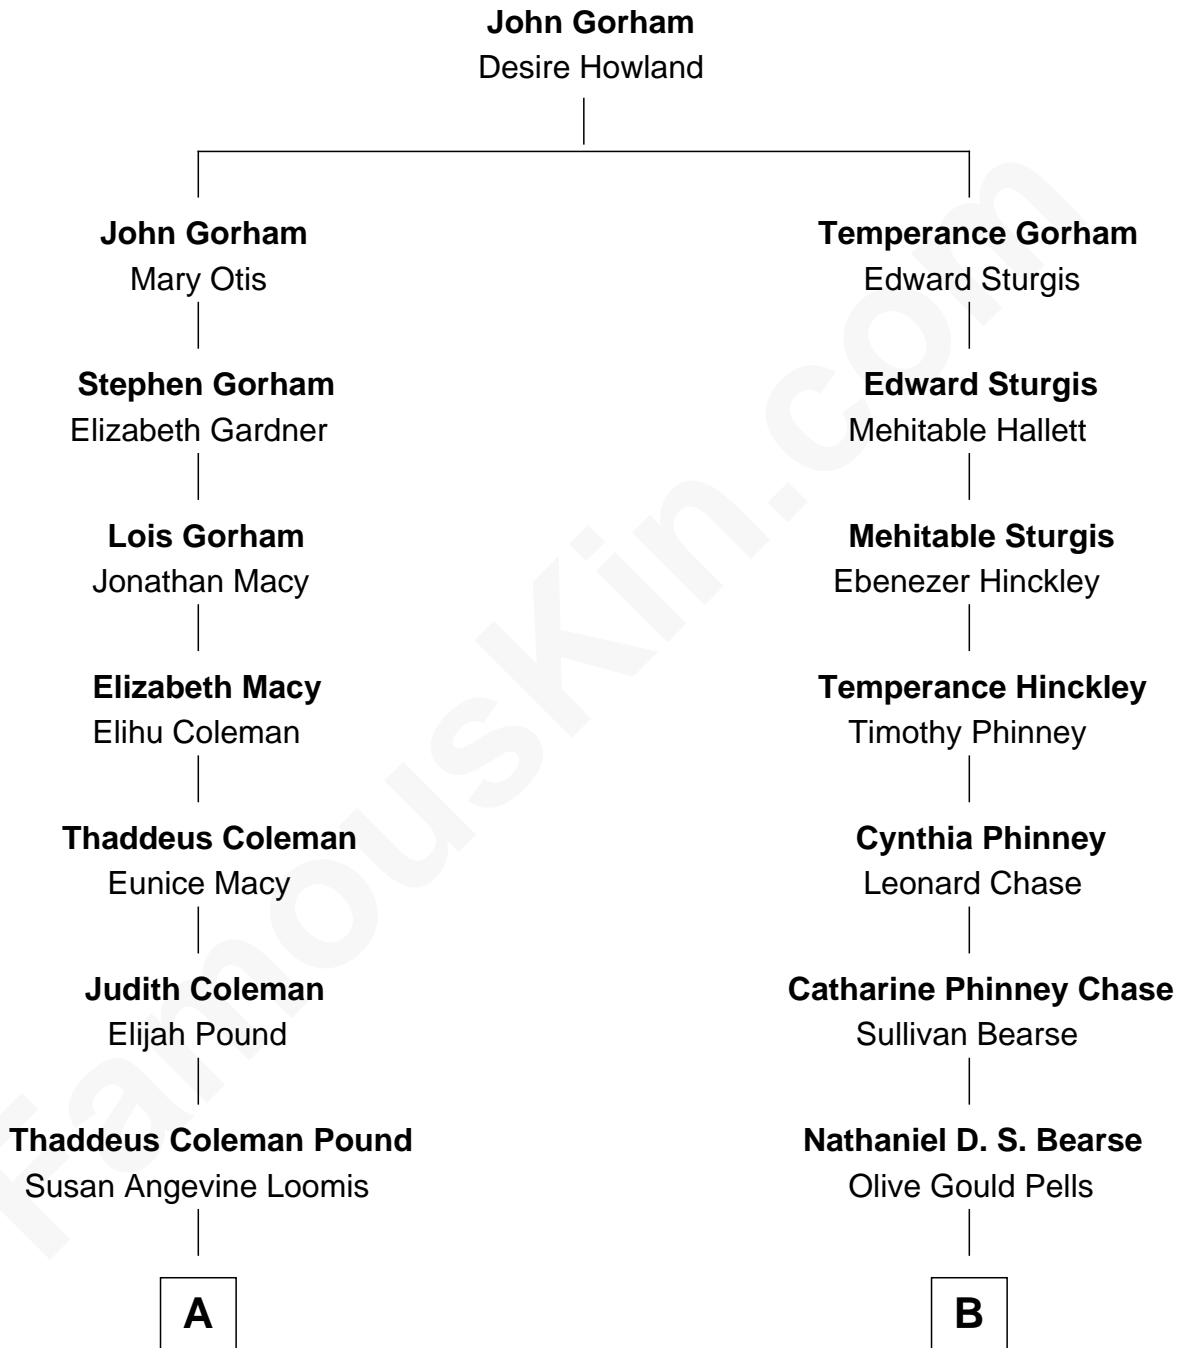 John Gorham
Desire Howland
John Gorham
Mary Otis
Stephen Gorham
Elizabeth Gardner
Lois Gorham
Jonathan Macy
Elizabeth Macy
Elihu Coleman
Thaddeus Coleman
Eunice Macy
Judith Coleman
Elijah Pound
Thaddeus Coleman Pound
Susan Angevine Loomis
A
Temperance Gorham
Edward Sturgis
Edward Sturgis
Mehitable Hallett
Mehitable Sturgis
Ebenezer Hinckley
Temperance Hinckley
Timothy Phinney
Cynthia Phinney
Leonard Chase
Catharine Phinney Chase
Sullivan Bearse
Nathaniel D. S. Bearse
Olive Gould Pells
B
FamousKin.com